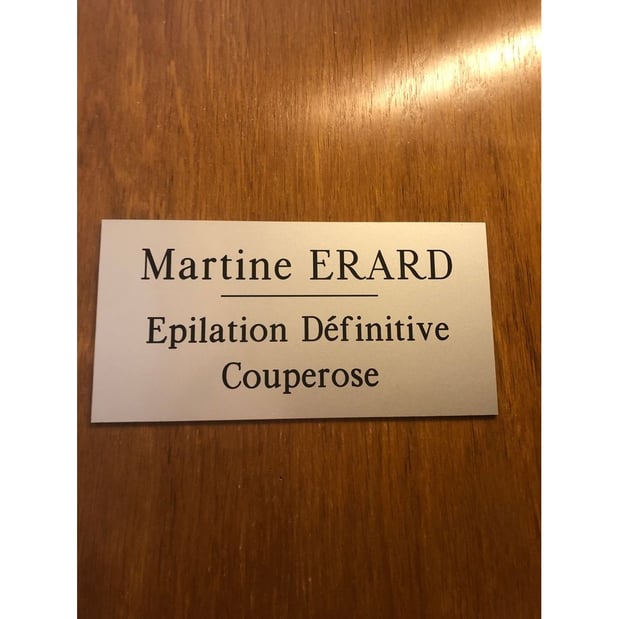 Martine ERARD
Epilation Définitive
Couperose